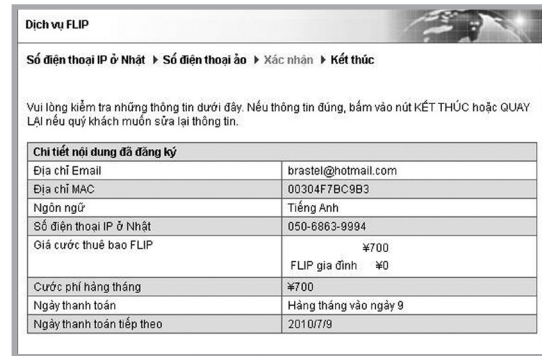 Dịch vụ FLIP
Số điện thoại IP ở Nhật ▶ Số điện thoại ảo ▶ Xác nhận ▶ Kết thúc
Vui lòng kiểm tra những thông tin dưới đây. Nếu thông tin đúng, bấm vào nút KẾT THÚC hoặc QUAY
LẠI nếu quý khách muốn sửa lại thông tin.
Chi tiết nội dung đã đăng ký
Địa chỉ Email brastel@hotmail.com
Địa chỉ MAC 00304F7BC9B3
Ngôn ngữ Tiếng Anh
Số điện thoại IP ở Nhật 050-6863-9994
Giá cước thuê bao FLIP ¥700
FLIP gia đình ¥0
Cước phí hàng tháng ¥700
Ngày thanh toán Hàng tháng vào ngày 9
Ngày thanh toán tiếp theo 2010/7/9